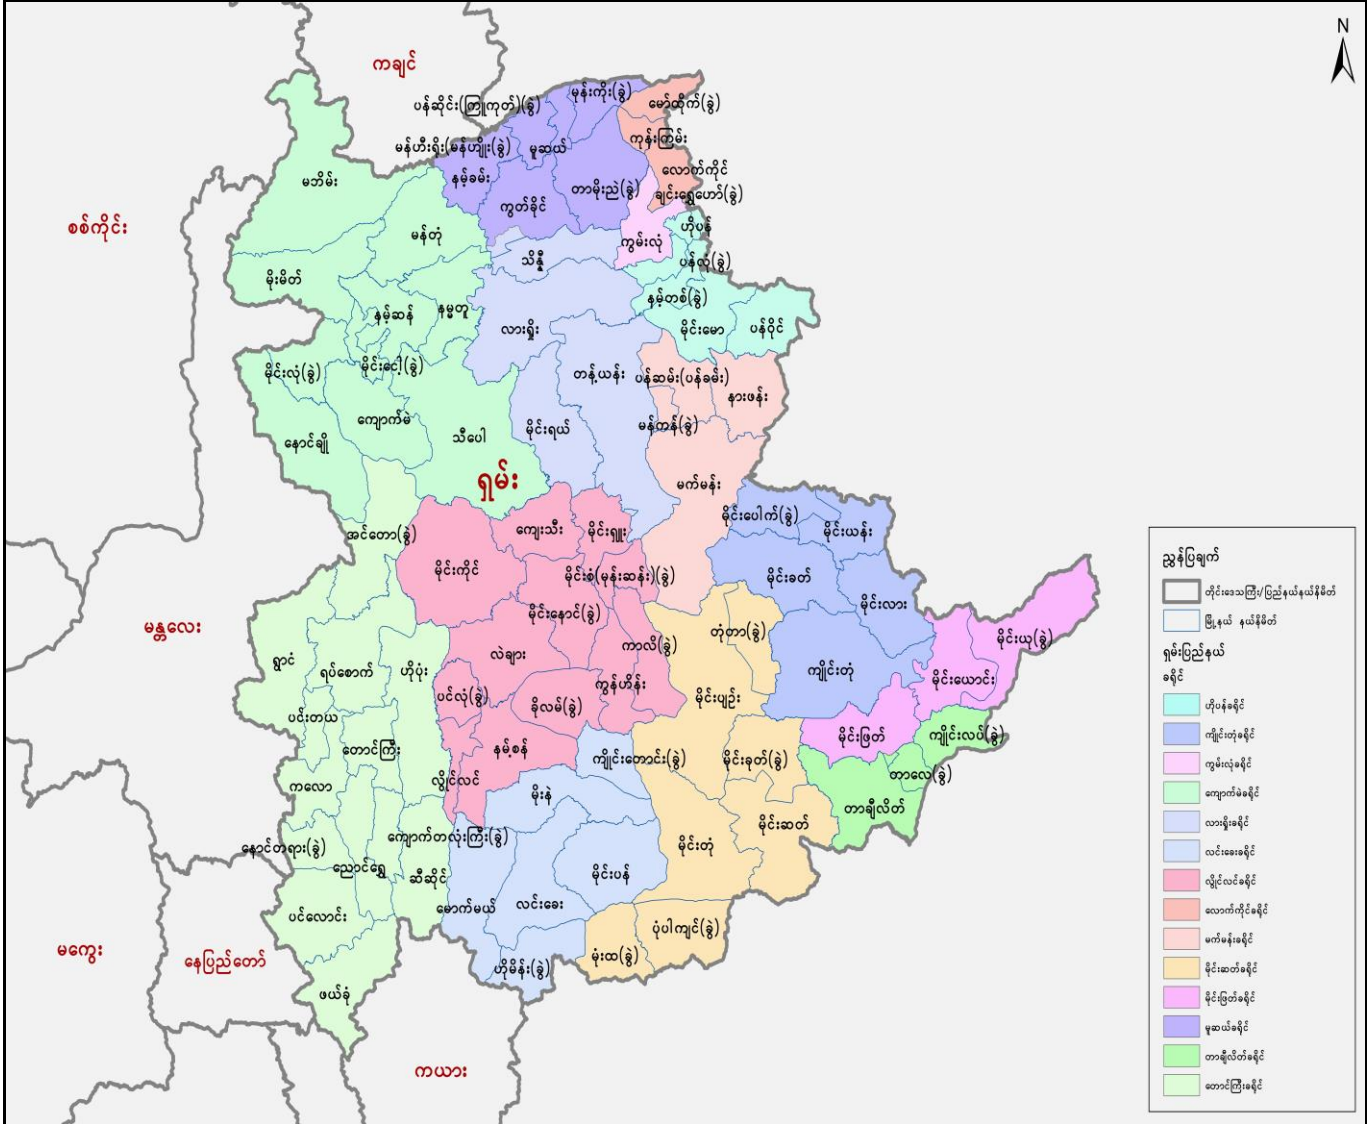 N
ကချင်
ပန်ဆိုင်း(ကြူကုတ်)(ခွဲ)
မုန်းကိုး(ခွဲ)
မော်ထိုက်(ခွဲ)
ကုန်းကြမ်း
မန်ဟီးရိုး(မန်ဟျိုး)(ခွဲ)
မူဆယ်
လောက်ကိုင်
မဘိမ်း
နမ့်ခမ်း
တာမိုးညဲ(ခွဲ)
ချင်းရွှေဟော်(ခွဲ)
ကွတ်ခိုင်
စစ်ကိုင်း
မန်တုံ
ဟိုပန်
ကွမ်းလုံ
သိန္နီ
ပန်လုံ(ခွဲ)
မိုးမိတ်
နမ့်တစ်(ခွဲ)
နမ့်ဆန်
နမ္မတူ
လားရှိုး
မိုင်းမော
ပန်ဝိုင်
မိုင်းလုံ(ခွဲ)
မိုင်းငေါ့(ခွဲ)
တန့်ယန်း
ပန်ဆမ်း(ပန်ခမ်း)
နားဖန်း
ကျောက်မဲ
နောင်ချို
သီပေါ
မိုင်းရယ်
မန်ကန်(ခွဲ)
ရှမ်း
မက်မန်း
အင်တော(ခွဲ)
ကျေးသီး
မိုင်းရှူး
မိုင်းပေါက်(ခွဲ)
မိုင်းယန်း
မိုင်းကိုင်
မိုင်းစံ(မုန်းဆန်း)(ခွဲ)
မိုင်းခတ်
မိုင်းလား
မိုင်းနောင်(ခွဲ)
မန္တလေး
တုံတာ(ခွဲ)
ကာလိ(ခွဲ)
မိုင်းယု(ခွဲ)
ရွာငံ
ရပ်စောက်
ဟိုပုံး
လဲချား
ကျိုင်းတုံ
မိုင်းယောင်း
ပင်လုံ(ခွဲ)
ခိုလမ်(ခွဲ)
ကွန်ဟိန်း
မိုင်းပျဉ်း
ပင်းတယ
တောင်ကြီး
နမ့်စန်
မိုင်းဖြတ်
ကျိုင်းလပ်(ခွဲ)
ကျိုင်းတောင်း(ခွဲ)
မိုင်းခုတ်(ခွဲ)
တာလေ(ခွဲ)
ကလော
လွိုင်လင်
မိုးနဲ
တာချီလိတ်
နောင်တရား(ခွဲ)
ကျောက်တလုံးကြီး(ခွဲ)
မိုင်းတုံ
မိုင်းဆတ်
ညောင်ရွှေ
ဆီဆိုင်
မိုင်းပန်
ပင်လောင်း
မောက်မယ်
လင်းခေး
မကွေး
နေပြည်တော်
ပုံပါကျင်(ခွဲ)
မုံးထ(ခွဲ)
ဟိုမိန်း(ခွဲ)
ဖယ်ခုံ
ကယား
ညွှန်ပြချက်
တိုင်းဒေသကြီး/ပြည်နယ်နယ်နိမိတ်
မြို့နယ် နယ်နိမိတ်
ရှမ်းပြည်နယ်
ခရိုင်
ဟိုပန်ခရိုင်
ကျိုင်းတုံခရိုင်
ကွမ်းလုံခရိုင်
ကျောက်မဲခရိုင်
လားရှိုးခရိုင်
လင်းခေးခရိုင်
လွိုင်လင်ခရိုင်
လောက်ကိုင်ခရိုင်
မက်မန်းခရိုင်
မိုင်းဆတ်ခရိုင်
မိုင်းဖြတ်ခရိုင်
မူဆယ်ခရိုင်
တာချီလိတ်ခရိုင်
တောင်ကြီးခရိုင်